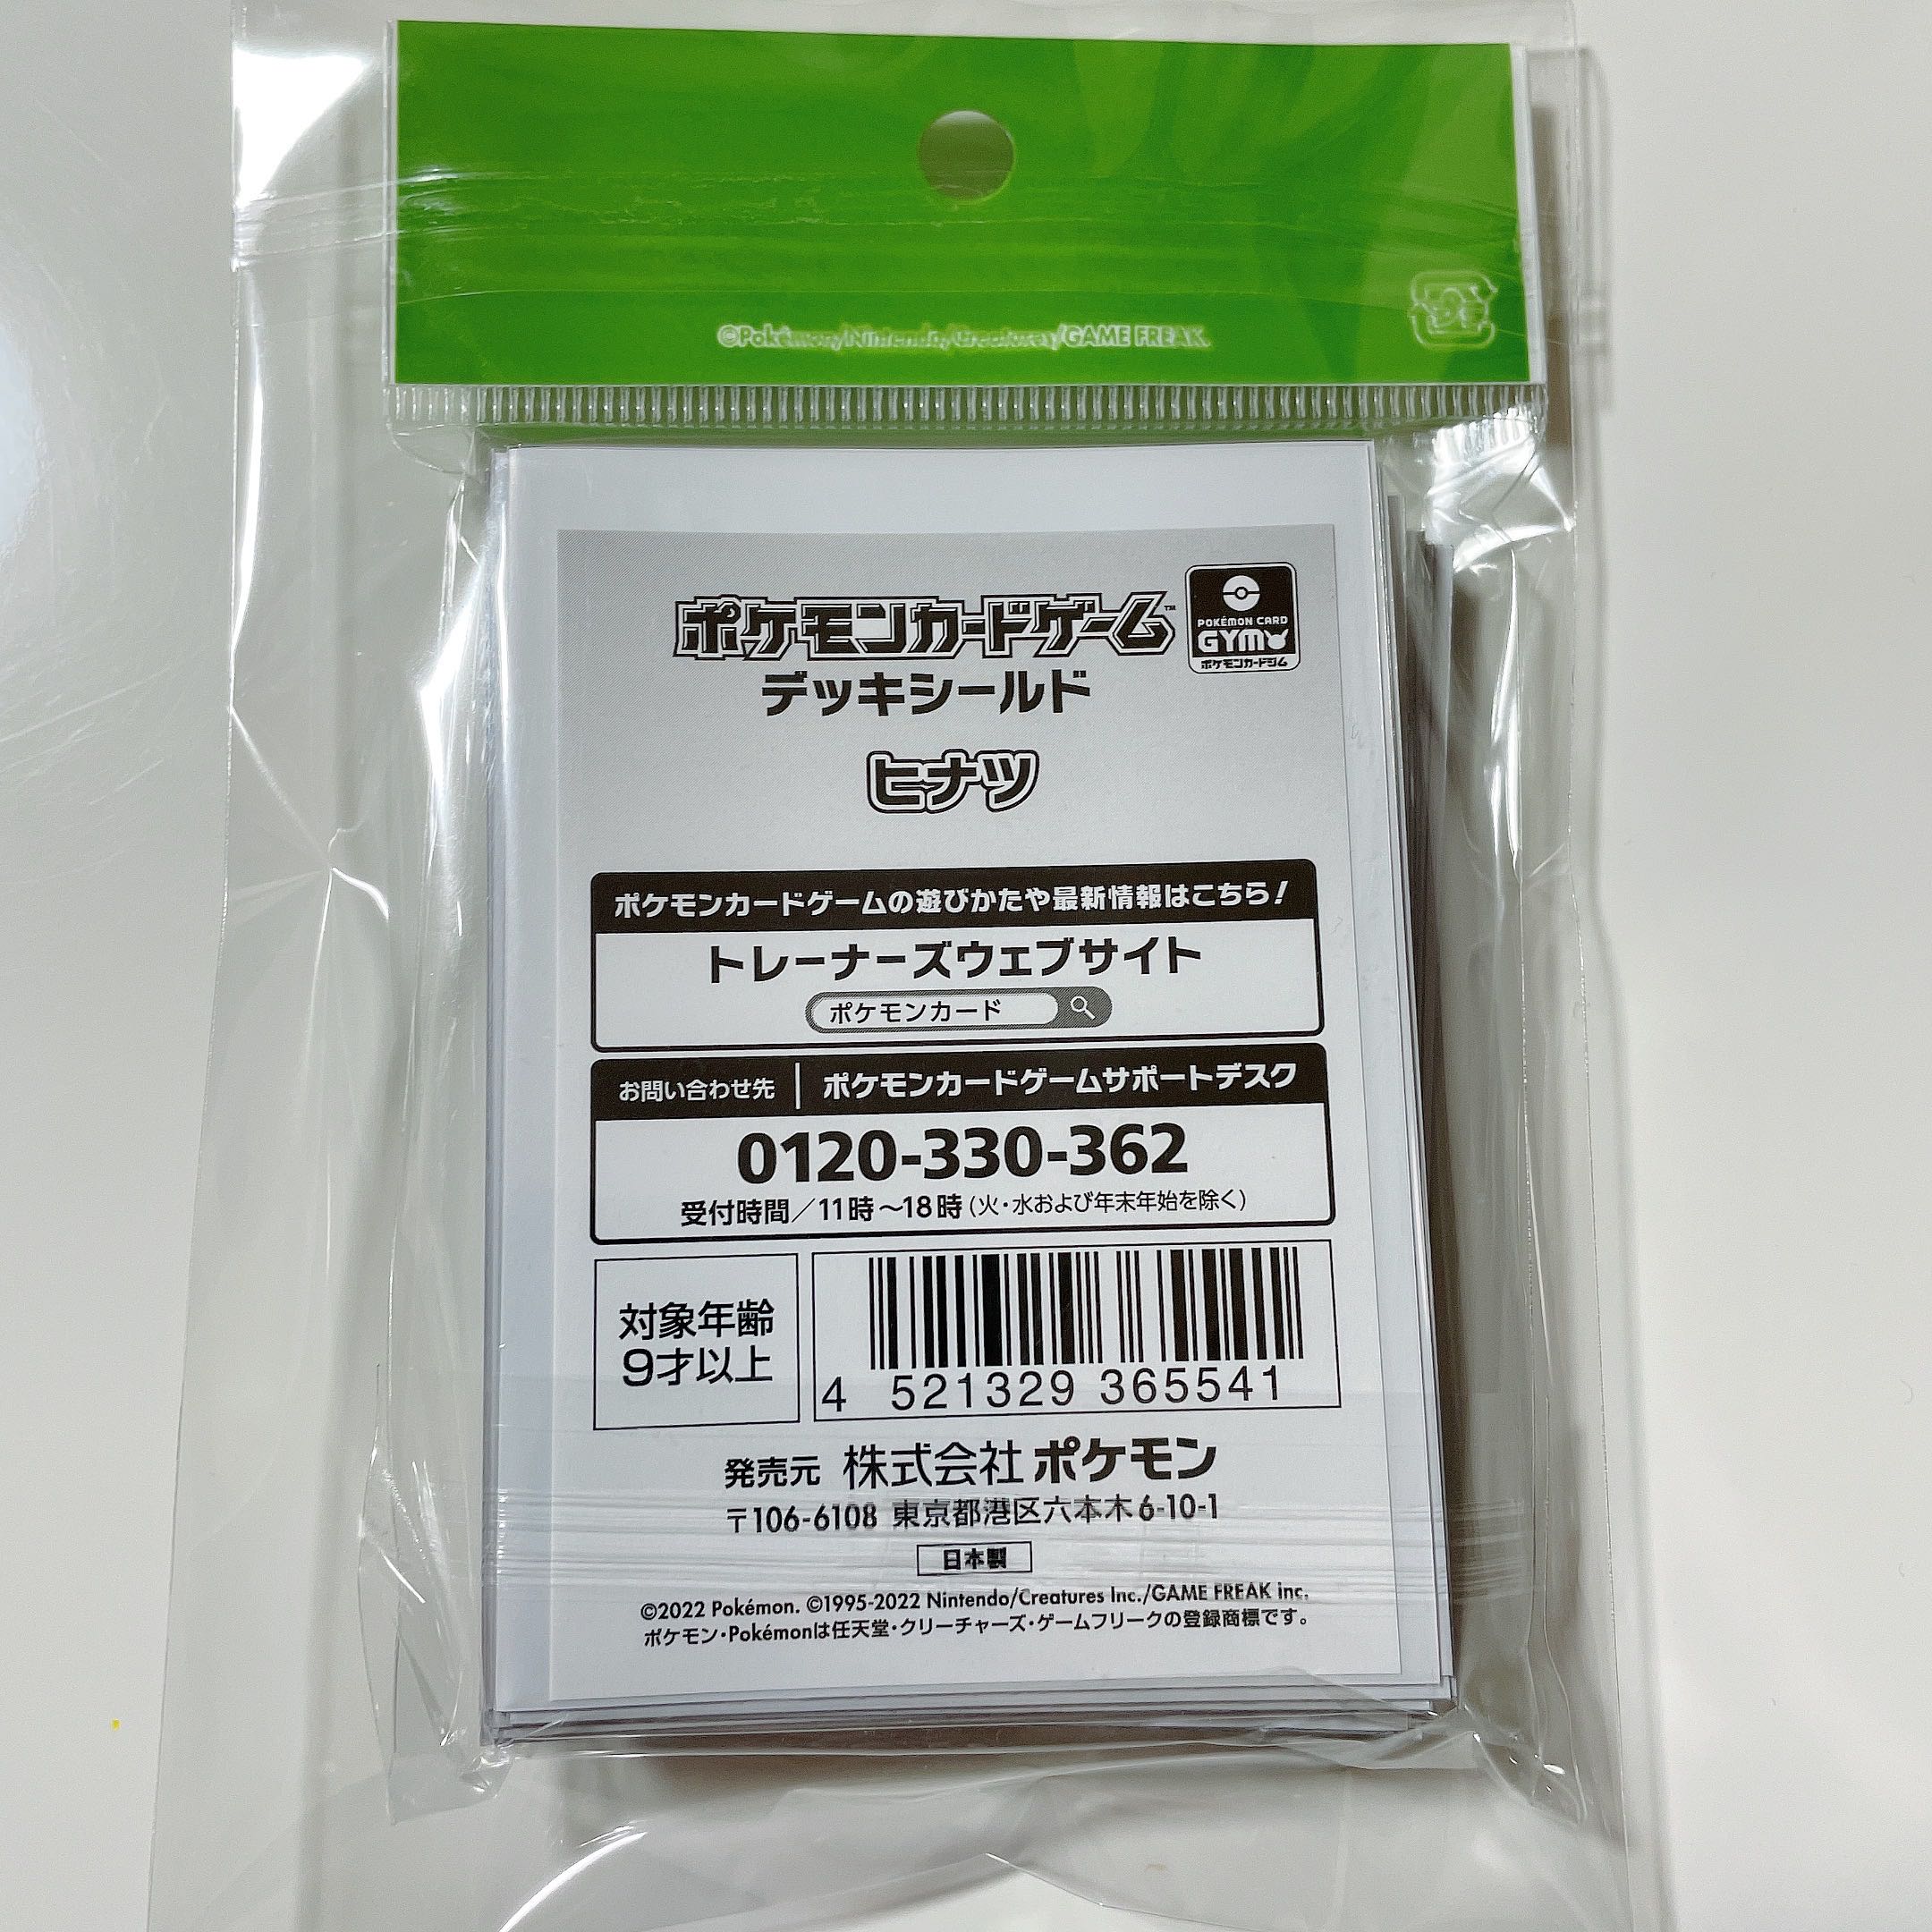 ©Pokémon/Nintendo/Creatures/GAME FREAK.
ポケモンカードゲーム™
POKÉMON CARD
GYM
ポケモンカードジム
デッキシールド
ヒナツ
ポケモンカードゲームの遊びかたや最新情報はこちら!
トレーナーズウェブサイト
ポケモンカード
お問い合わせ先 | ポケモンカードゲームサポートデスク
0120-330-362
受付時間/11時~18時(火・水および年末年始を除く)
対象年齢
9才以上
4 521329 365541
発売元 株式会社ポケモン
〒106-6108 東京都港区六本木6-10-1
日本製
©2022 Pokémon. ©1995-2022 Nintendo/Creatures Inc./GAME FREAK inc.
ポケモン・Pokémonは任天堂・クリーチャーズ・ゲームフリークの登録商標です。